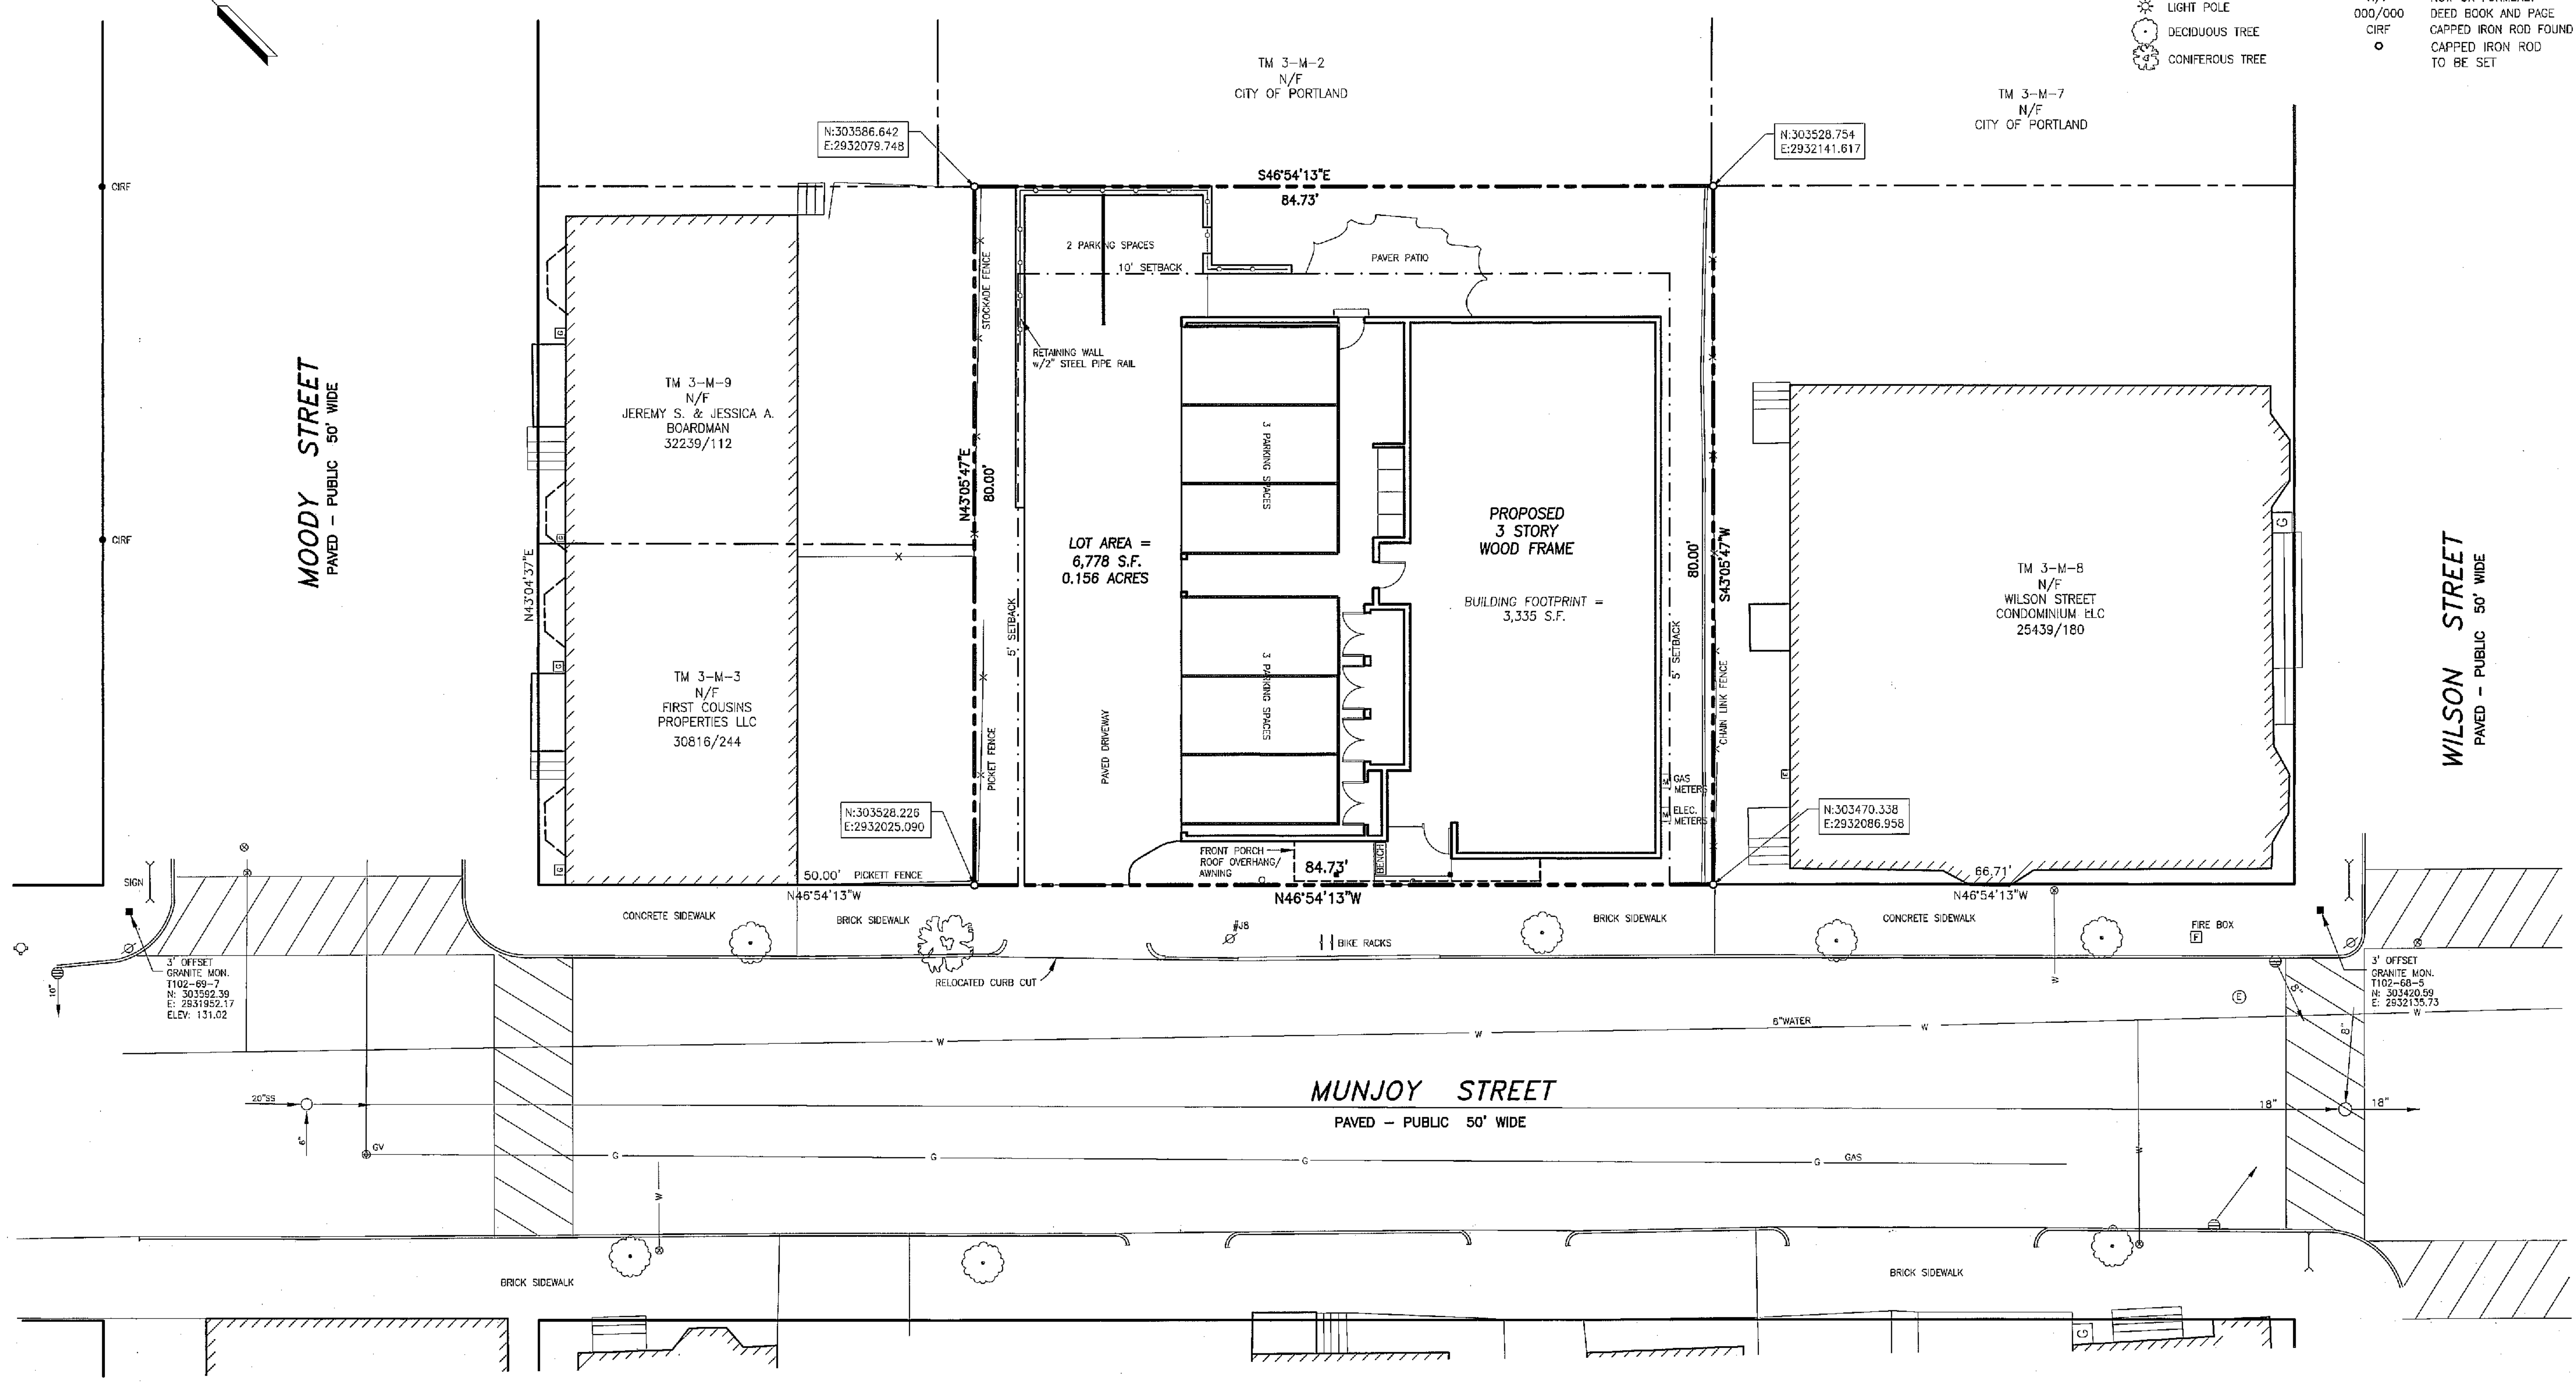 LIGHT POLE
DECIDUOUS TREE
CONIFEROUS TREE
000/000 DEED BOOK AND PAGE
CIRF CAPPED IRON ROD FOUND
CAPPED IRON ROD
TO BE SET
TM 3-M-2
N/F
CITY OF PORTLAND
TM 3-M-7
N/F
CITY OF PORTLAND
N:303586.642
E:2932079.748
N:303528.754
E:2932141.617
CIRF
S46°54'13"E
84.73'
2 PARKING SPACES
10' SETBACK
PAVER PATIO
STOCKADE FENCE
RETAINING WALL
w/2" STEEL PIPE RAIL
MOODY STREET
PAVED - PUBLIC 50' WIDE
G
TM 3-M-9
N/F
JEREMY S. & JESSICA A.
BOARDMAN
32239/112
N43°05'47"E
80.00'
3 PARKING SPACES
PROPOSED
3 STORY
WOOD FRAME
BUILDING FOOTPRINT =
3,335 S.F.
LOT AREA =
6,778 S.F.
0.156 ACRES
CIRF
G
N43°04'37"E
80.00'
S43°05'47"W
G
TM 3-M-8
N/F
WILSON STREET
CONDOMINIUM LLC
25439/180
WILSON STREET
PAVED - PUBLIC 50' WIDE
5' SETBACK
5' SETBACK
G
TM 3-M-3
N/F
FIRST COUSINS
PROPERTIES LLC
30816/244
PICKET FENCE
PAVED DRIVEWAY
3 PARKING SPACES
CHAIN LINK FENCE
M GAS
METERS
M ELEC.
METERS
E
N:303528.226
E:2932025.090
N:303470.338
E:2932086.958
FRONT PORCH
ROOF OVERHANG/
AWNING
84.73'
BENCH
N46°54'13"W
G
50.00' PICKETT FENCE
N46°54'13"W
66.71'
N46°54'13"W
SIGN
CONCRETE SIDEWALK
BRICK SIDEWALK
#J8
BIKE RACKS
BRICK SIDEWALK
CONCRETE SIDEWALK
FIRE BOX
F
3' OFFSET
GRANITE MON.
T102-69-7
N: 303592.39
E: 2931952.17
ELEV: 131.02
10"
RELOCATED CURB CUT
3' OFFSET
GRANITE MON.
T102-68-5
N: 303420.59
E: 2932135.73
E
8"
8"
W
W
W
6"WATER
W
W
MUNJOY STREET
PAVED - PUBLIC 50' WIDE
20"SS
6"
18"
18"
GV
G
G
G
G
GAS
W
W
BRICK SIDEWALK
BRICK SIDEWALK
G